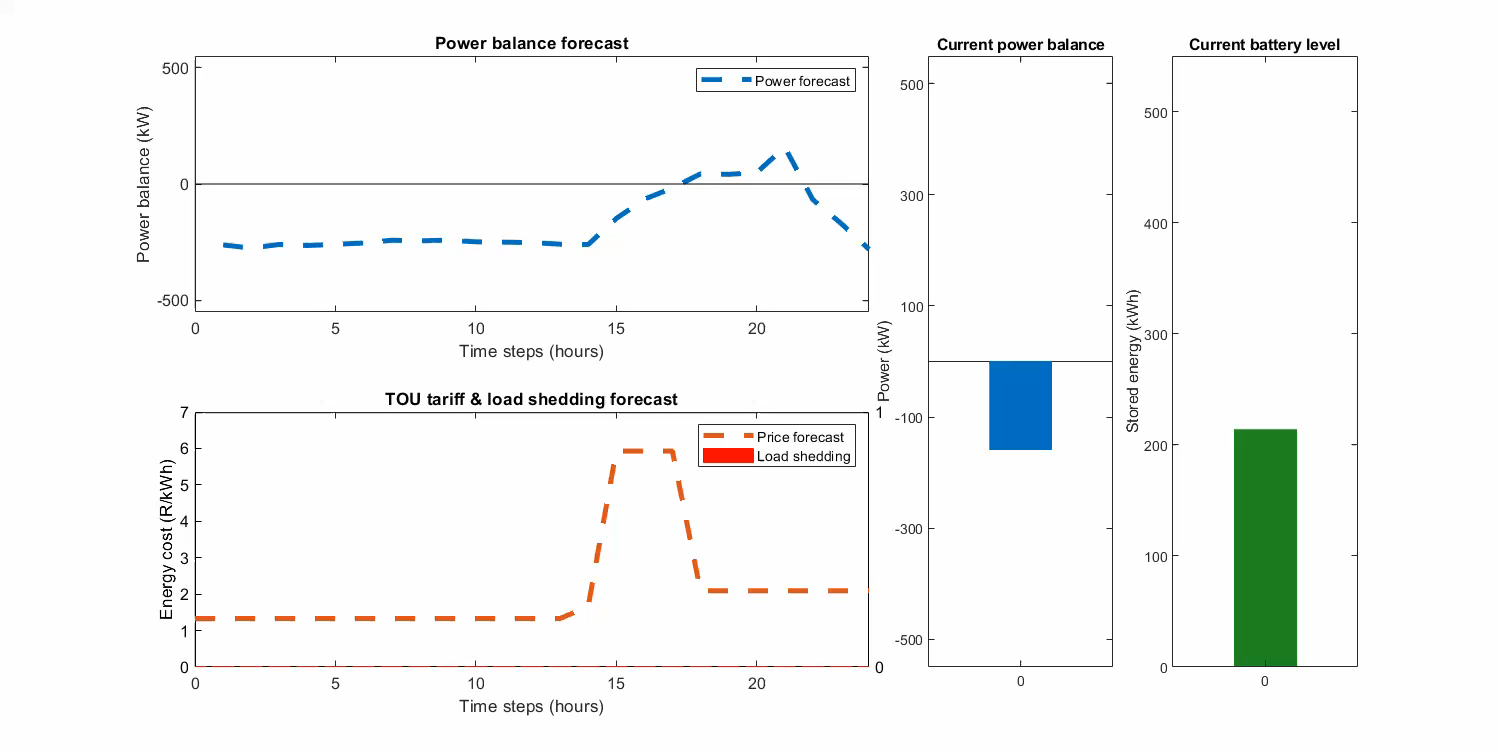 Power balance forecast
500
0
-500
Power balance (kW)
Power forecast
0 5 10 15 20
Time steps (hours)
TOU tariff & load shedding forecast
7
6
5
4
3
2
1
0
Energy cost (R/kWh)
Price forecast
Load shedding
1
0
0 5 10 15 20
Time steps (hours)
Current power balance
500
300
100
-100
-300
-500
Power (kW)
0
Current battery level
500
400
300
200
100
0
Stored energy (kWh)
0